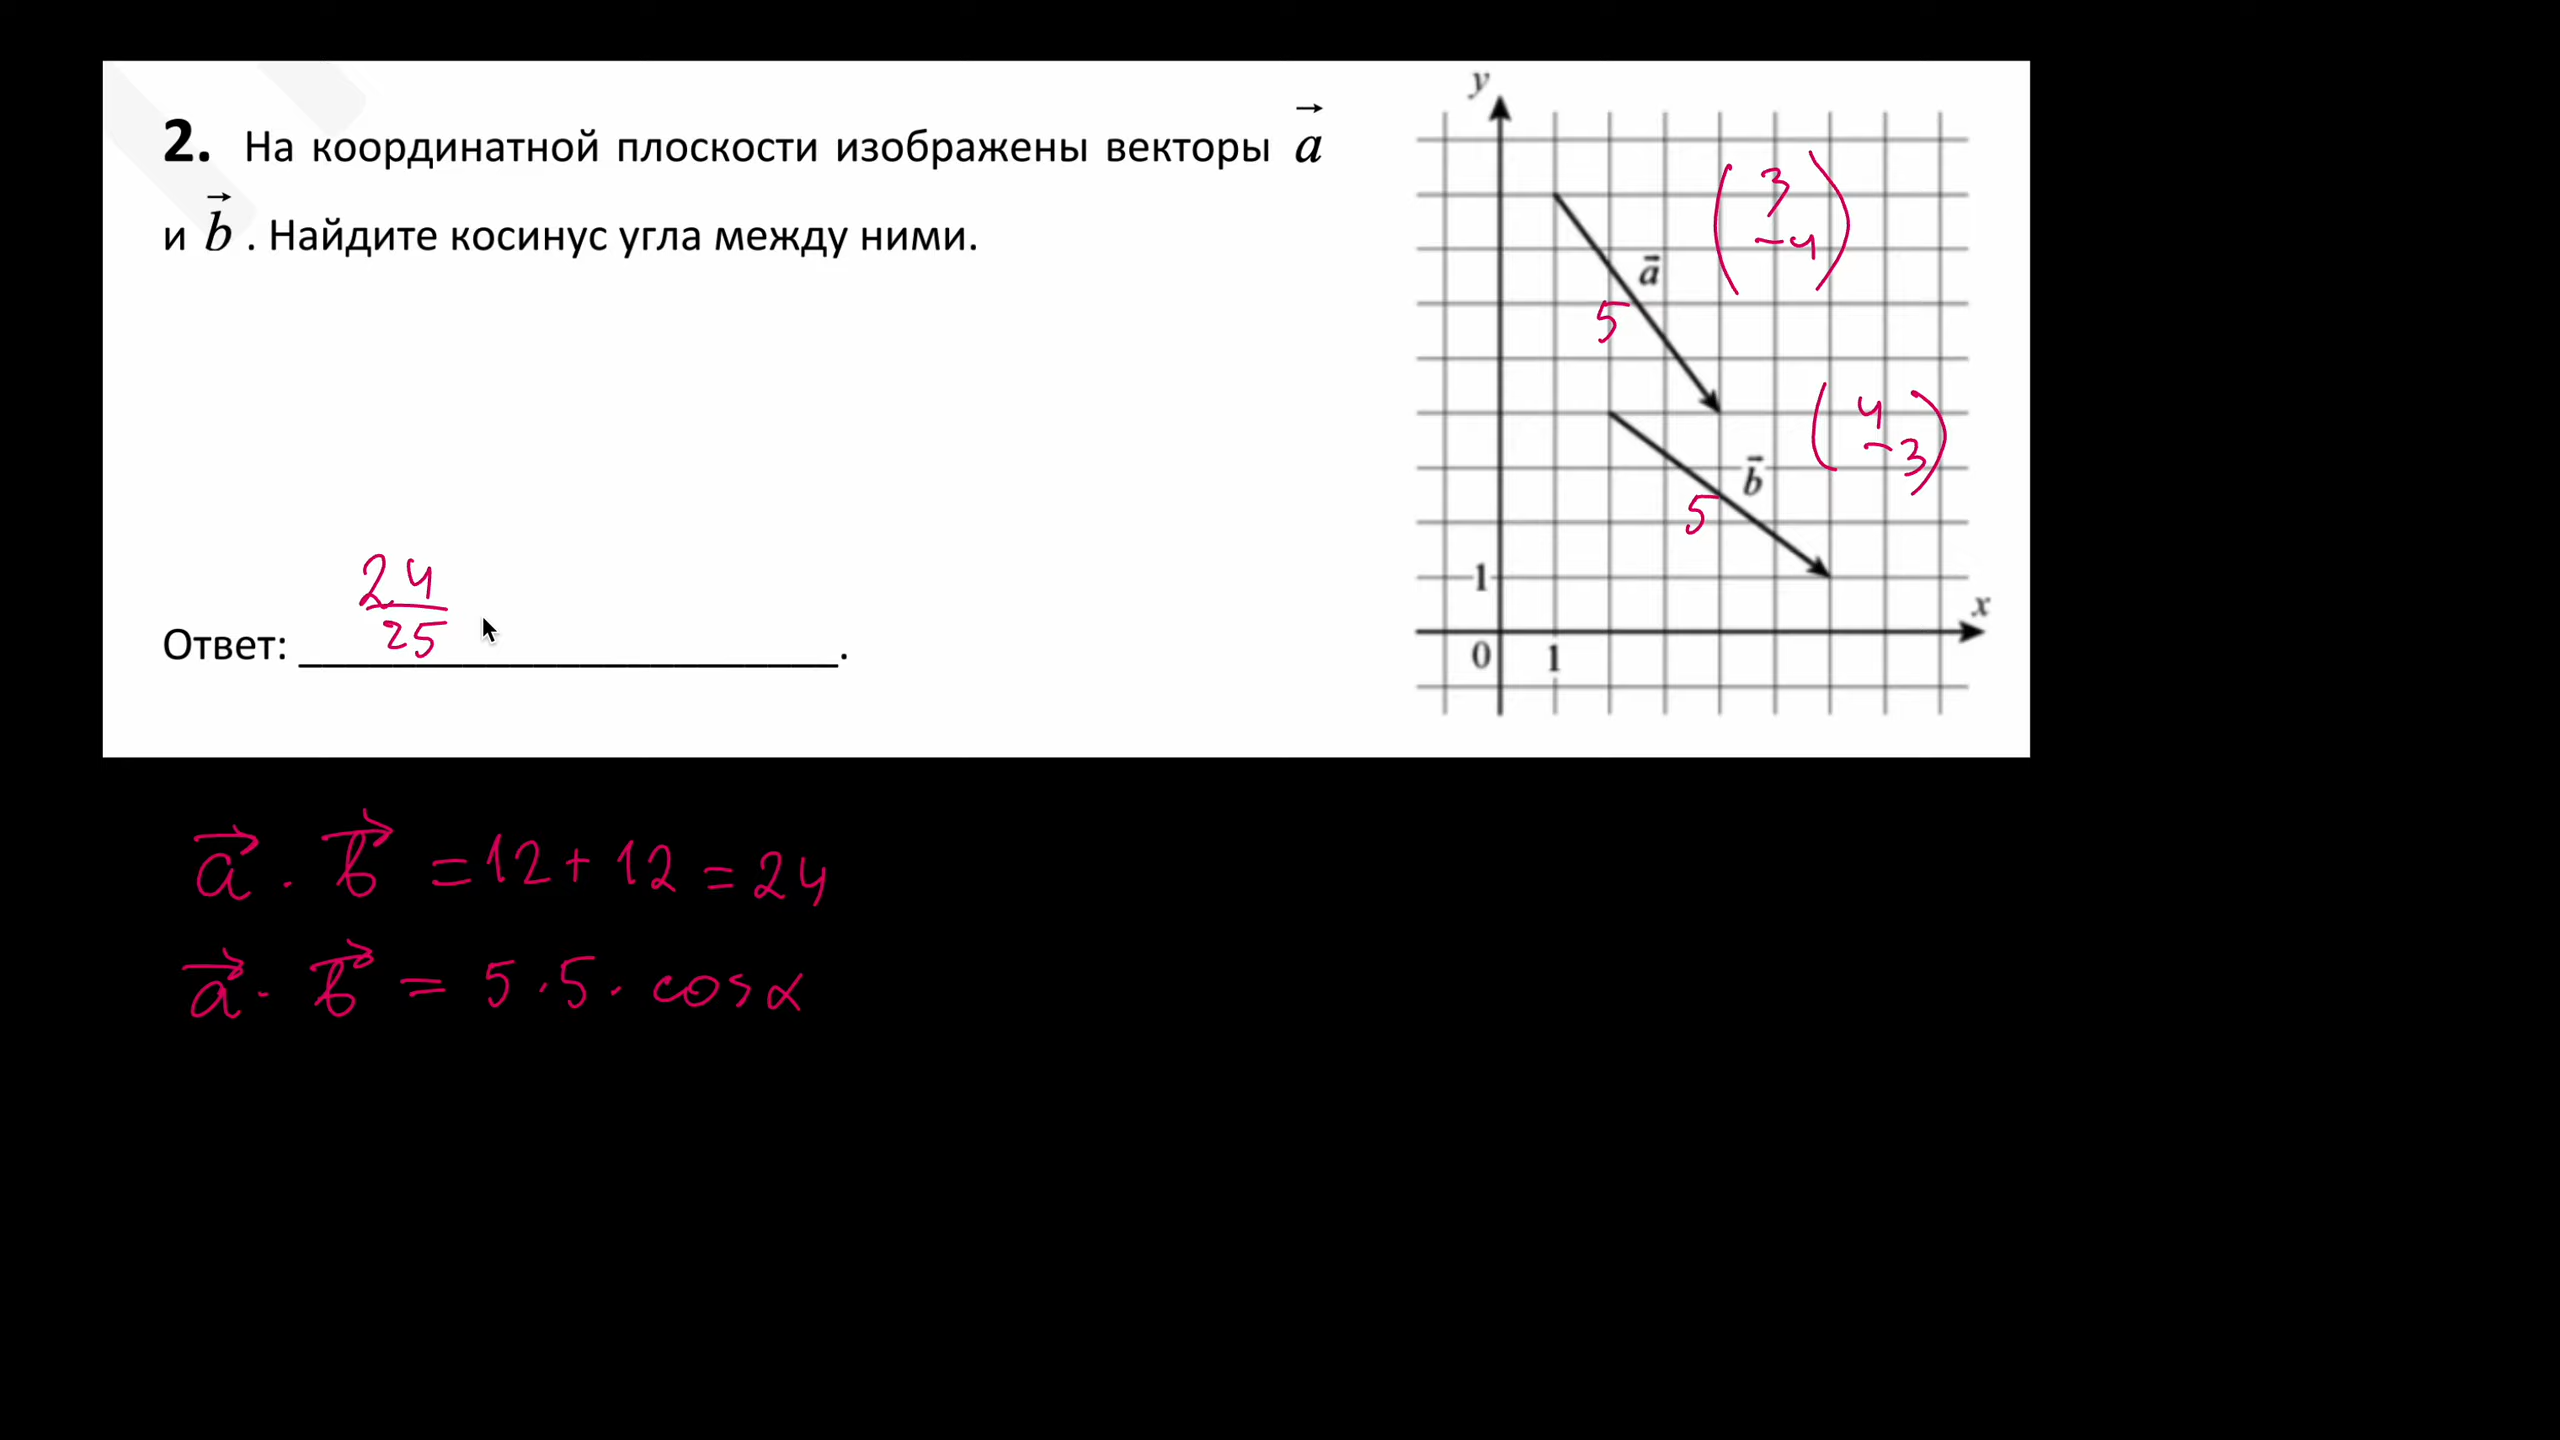 2. На координатной плоскости изображены векторы a⃗
и b⃗ . Найдите косинус угла между ними.
24
25
Ответ: ______________________.
y
3
-4
a⃗
5
4
-3
b⃗
5
1
x
0 1
a⃗ · b⃗ = 12 + 12 = 24
a⃗ · b⃗ = 5 · 5 · cos α